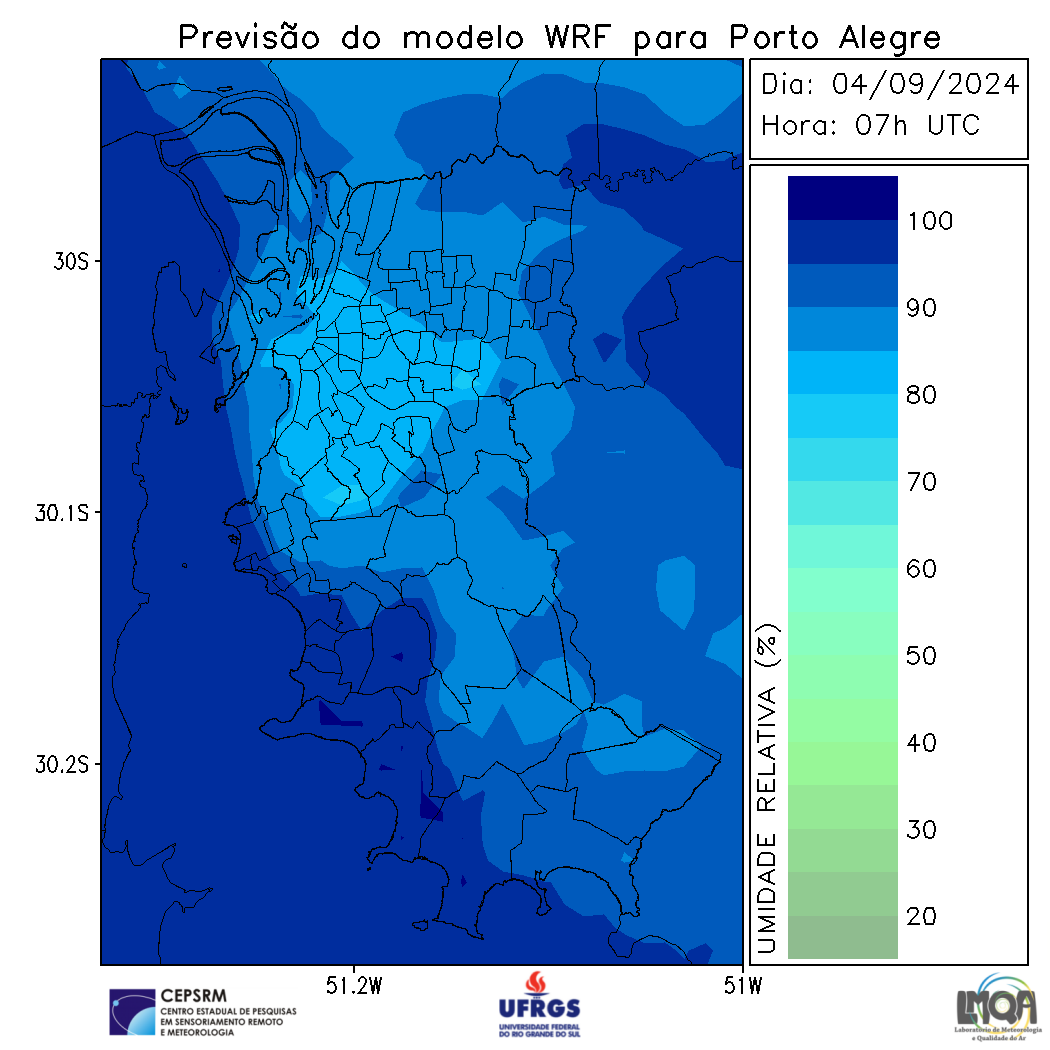 Previsão do modelo WRF para Porto Alegre
Dia: 04/09/2024
Hora: 07h UTC
30S
30.1S
30.2S
51.2W
51W
100
90
80
70
60
50
40
30
20
UMIDADE RELATIVA (%)
CEPSRM
CENTRO ESTADUAL DE PESQUISAS
EM SENSORIAMENTO REMOTO
E METEOROLOGIA
UFRGS
UNIVERSIDADE FEDERAL
DO RIO GRANDE DO SUL
LMQA
Laboratório de Meteorologia
e Qualidade do Ar